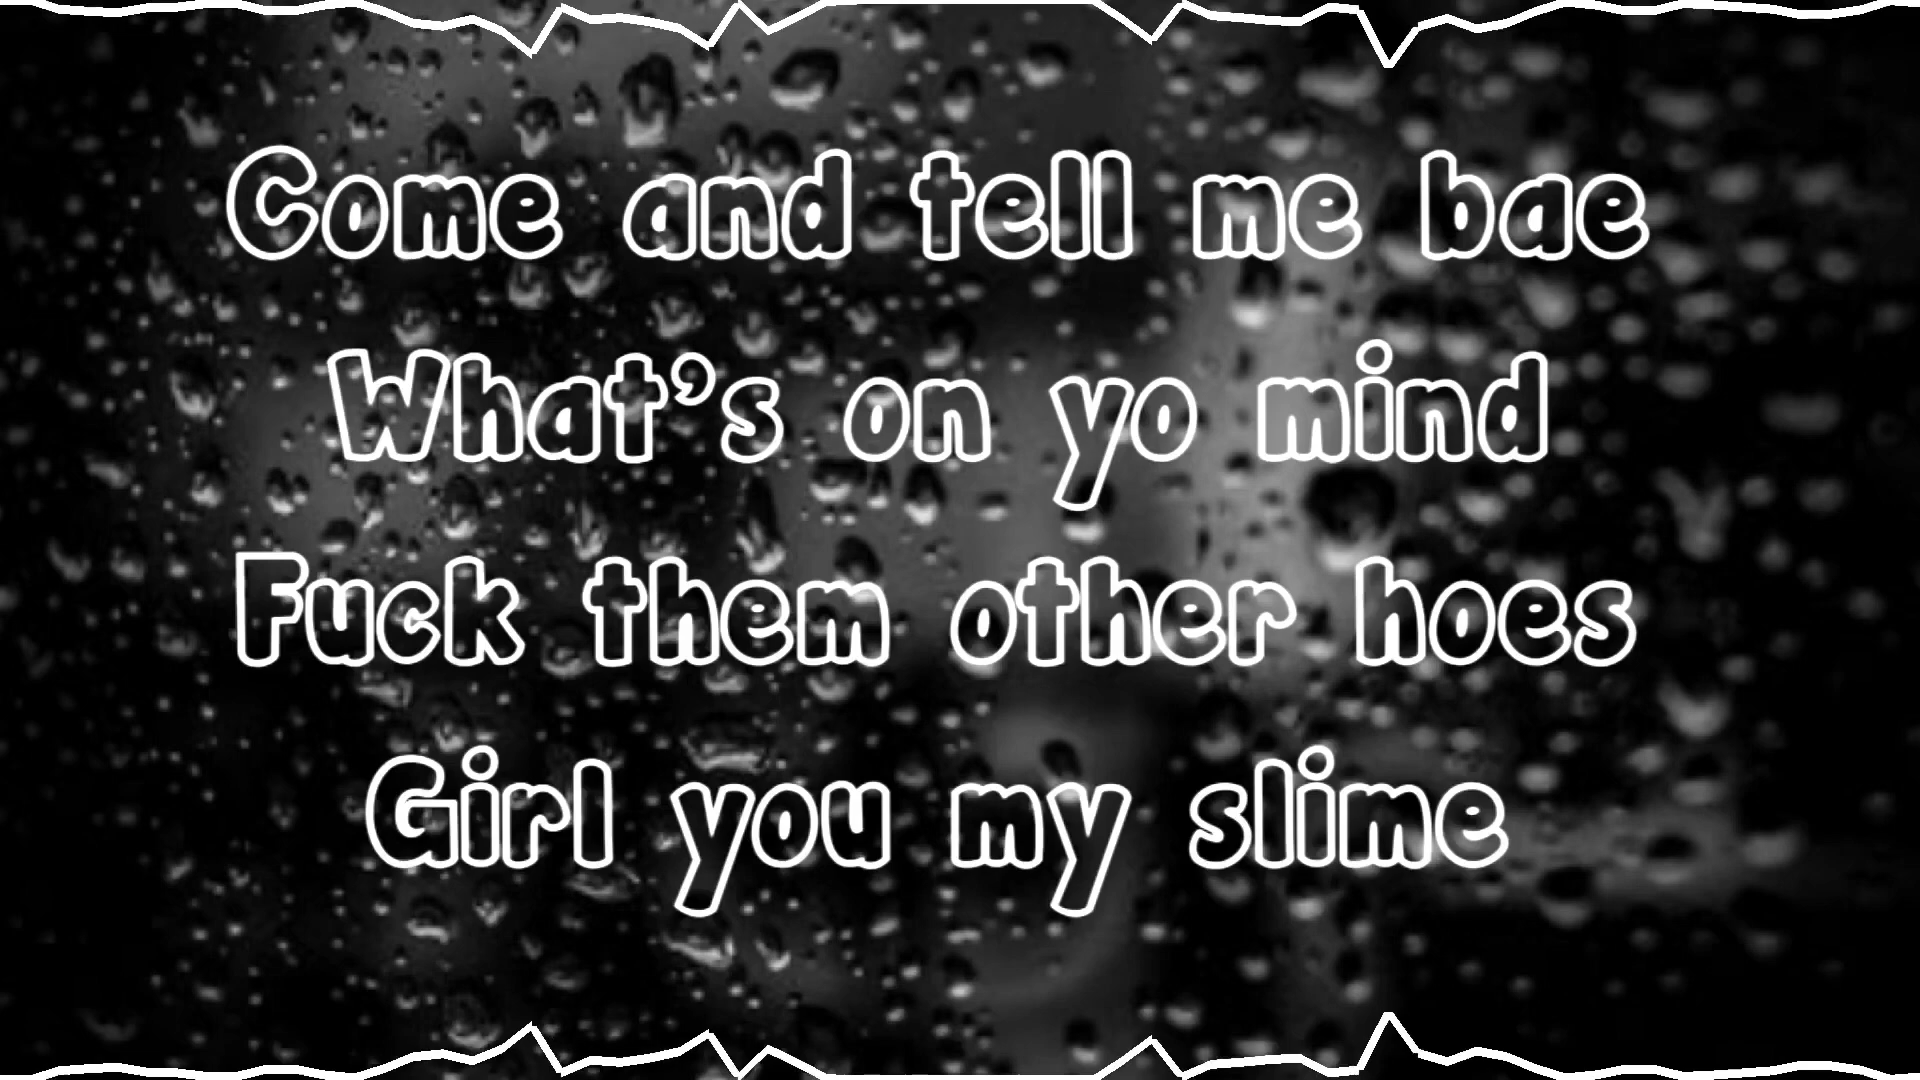 Come and tell me bae
What's on yo mind
Fuck them other hoes
Girl you my slime